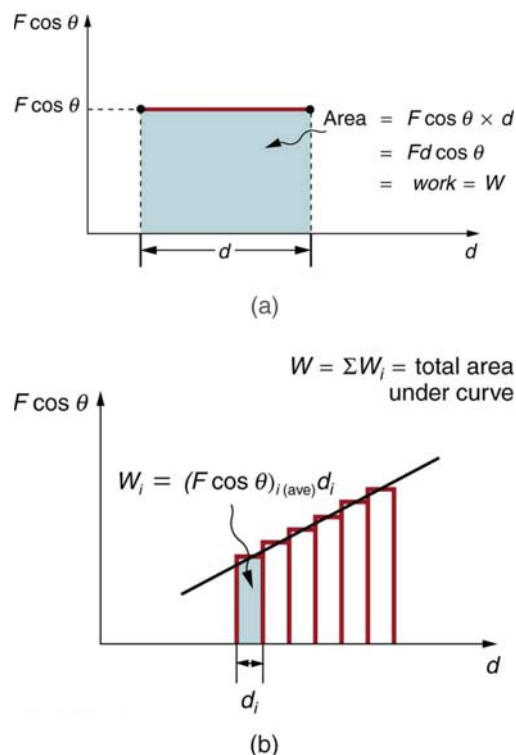 F cos θ
F cos θ
Area = F cos θ × d
= Fd cos θ
= work = W
d
d
(a)
W = ΣWi = total area
under curve
F cos θ
Wi = (F cos θ)i(ave)di
d
di
(b)